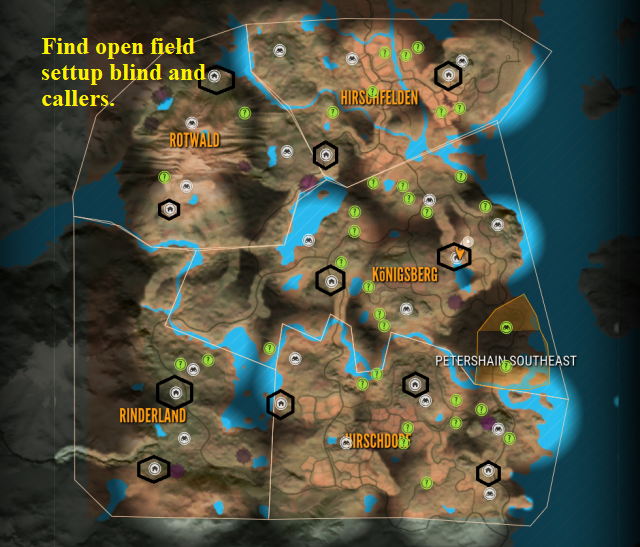 Find open field
settup blind and
callers.
HIRSCHFELDEN
ROTWALD
KöNIGSBERG
PETERSHAIN SOUTHEAST
RINDERLAND
HIRSCHDORF